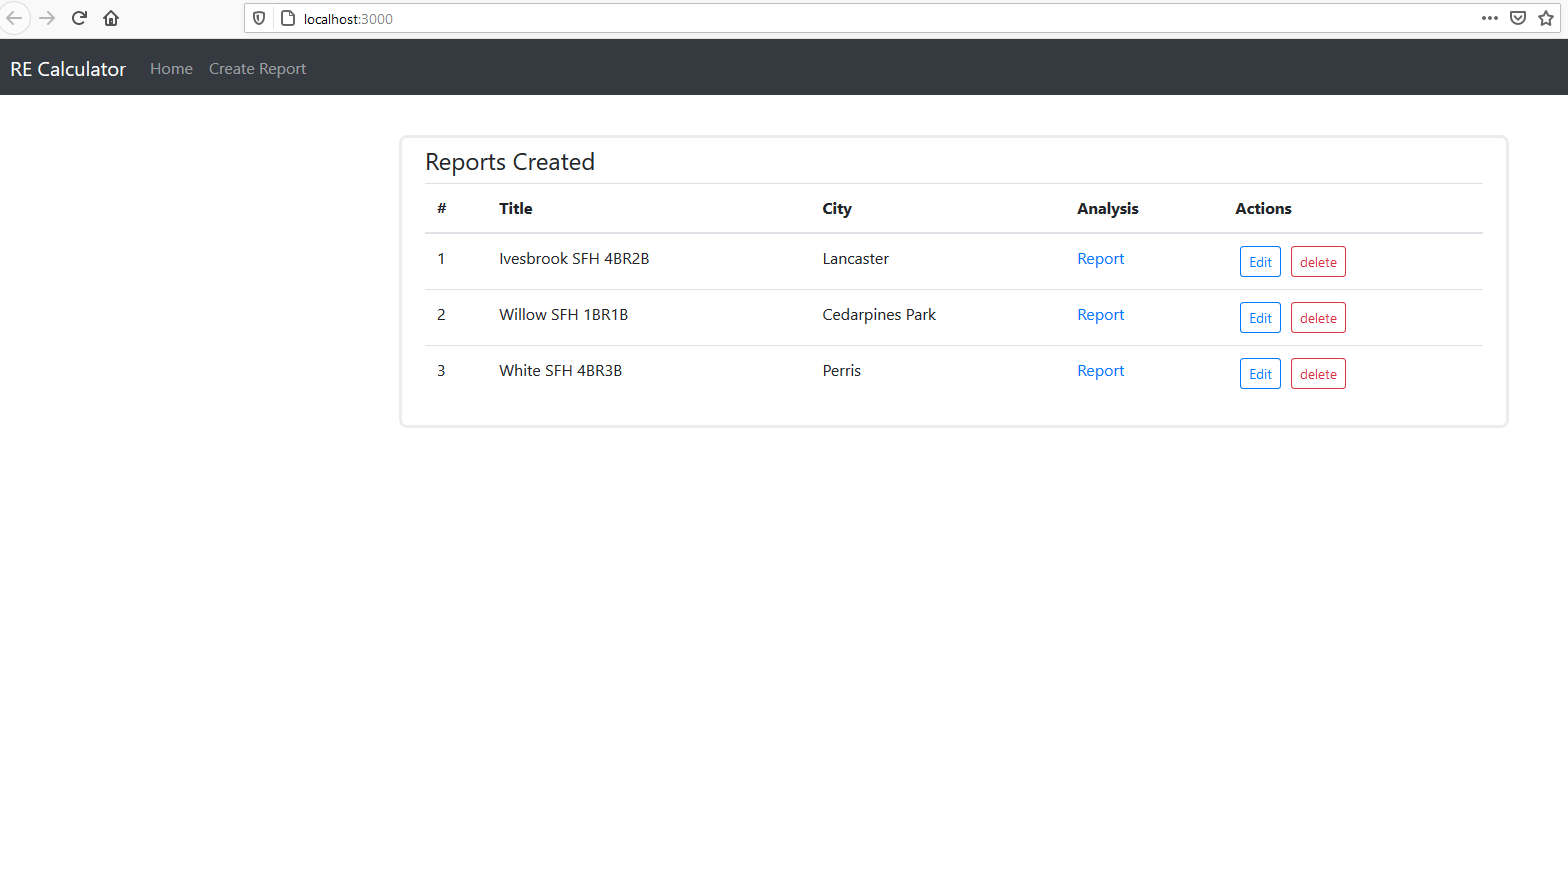 localhost:3000
RE Calculator Home Create Report
Reports Created
# Title City Analysis Actions
1 Ivesbrook SFH 4BR2B Lancaster Report Edit delete
2 Willow SFH 1BR1B Cedarpines Park Report Edit delete
3 White SFH 4BR3B Perris Report Edit delete